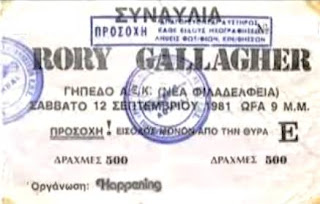 ΣΥΝΑΥΛΙΑ
ΠΡΟΣΟΧΗ
RORY GALLAGHER
ΓΗΠΕΔΟ Α.Ε.Κ. (ΝΕΑ ΦΙΛΑΔΕΛΦΕΙΑ)
ΣΑΒΒΑΤΟ 12 ΣΕΠΤΕΜΒΡΙΟΥ 1981 ΩΡΑ 9 Μ.Μ.
ΠΡΟΣΟΧΗ! ΕΙΣΟΔΟΣ ΜΟΝΟΝ ΑΠΟ ΤΗΝ ΘΥΡΑ Ε
ΔΡΑΧΜΕΣ 500 ΔΡΑΧΜΕΣ 500
Οργάνωση: Happening